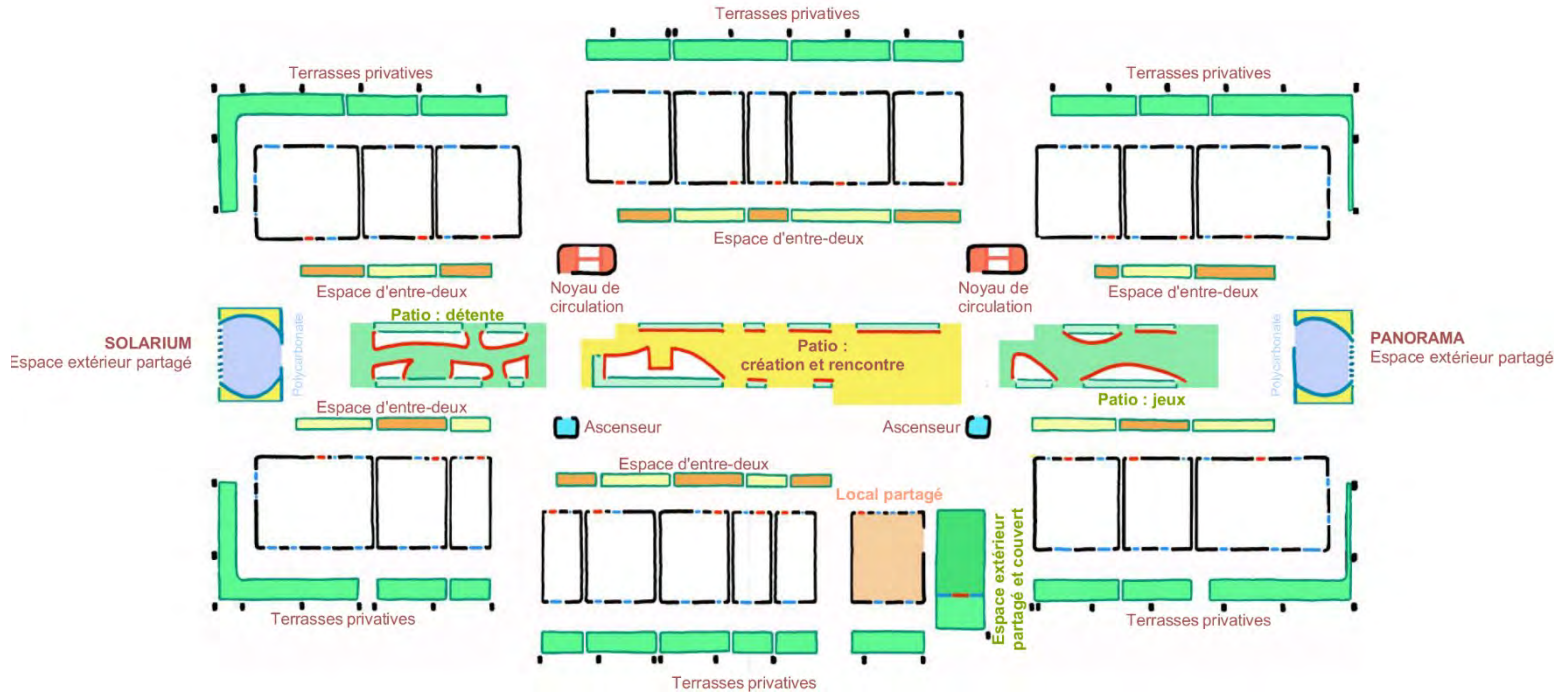 Terrasses privatives
Terrasses privatives
Terrasses privatives
Espace d'entre-deux
Noyau de
circulation
Noyau de
circulation
Espace d'entre-deux
Espace d'entre-deux
Patio : détente
SOLARIUM
Espace extérieur partagé
Polycarbonate
Patio :
création et rencontre
Polycarbonate
PANORAMA
Espace extérieur partagé
Patio : jeux
Espace d'entre-deux
Ascenseur
Ascenseur
Espace d'entre-deux
Local partagé
Espace extérieur
partagé et couvert
Terrasses privatives
Terrasses privatives
Terrasses privatives